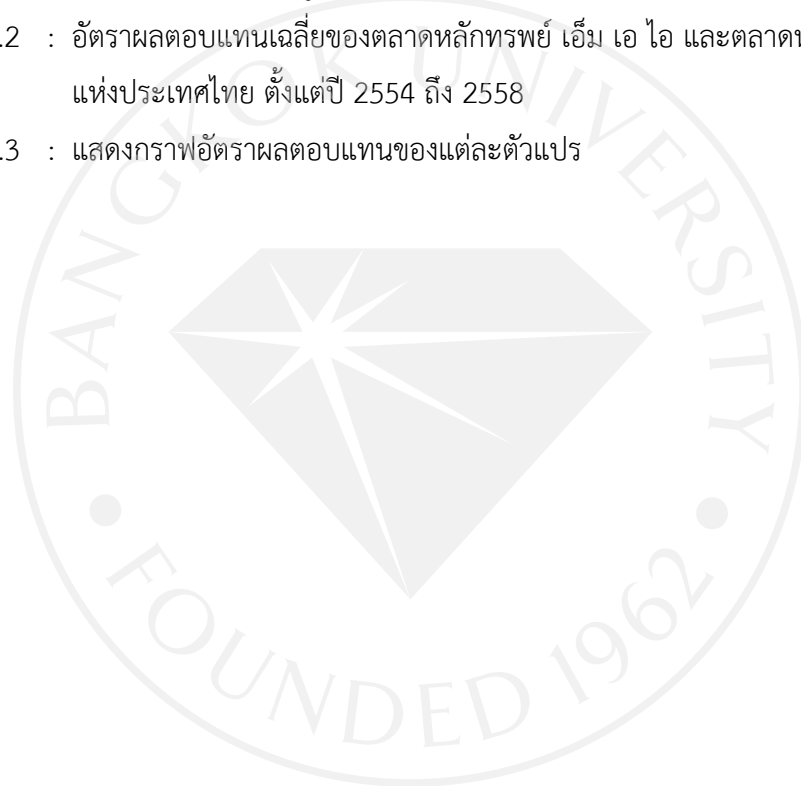 .2 : อัตราผลตอบแทนเฉลี่ยของตลาดหลักทรพย์ เอ็ม เอ ไอ และตลาด
แห่งประเทศไทย ตั้งแต่ปี 2554 ถึง 2558
.3 : แสดงกราฟอัตราผลตอบแทนของแต่ละตัวแปร
BANGKOK UNIVERSITY
FOUNDED 1962